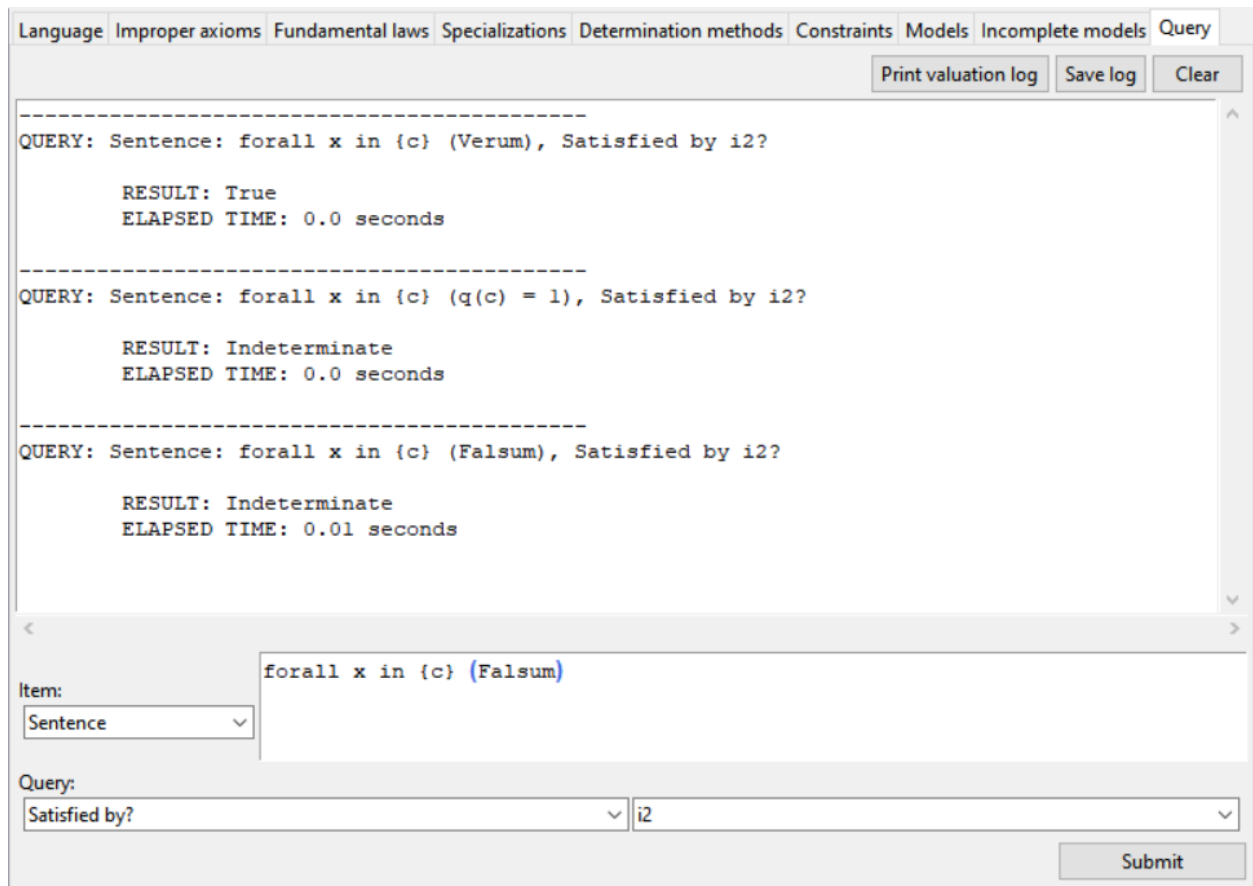 Language Improper axioms Fundamental laws Specializations Determination methods Constraints Models Incomplete models Query
Print valuation log Save log Clear
--------------------------------------------
QUERY: Sentence: forall x in {c} (Verum), Satisfied by i2?
RESULT: True
ELAPSED TIME: 0.0 seconds
--------------------------------------------
QUERY: Sentence: forall x in {c} (q(c) = 1), Satisfied by i2?
RESULT: Indeterminate
ELAPSED TIME: 0.0 seconds
--------------------------------------------
QUERY: Sentence: forall x in {c} (Falsum), Satisfied by i2?
RESULT: Indeterminate
ELAPSED TIME: 0.01 seconds
forall x in {c} (Falsum)
Item:
Sentence
Query:
Satisfied by? i2
Submit